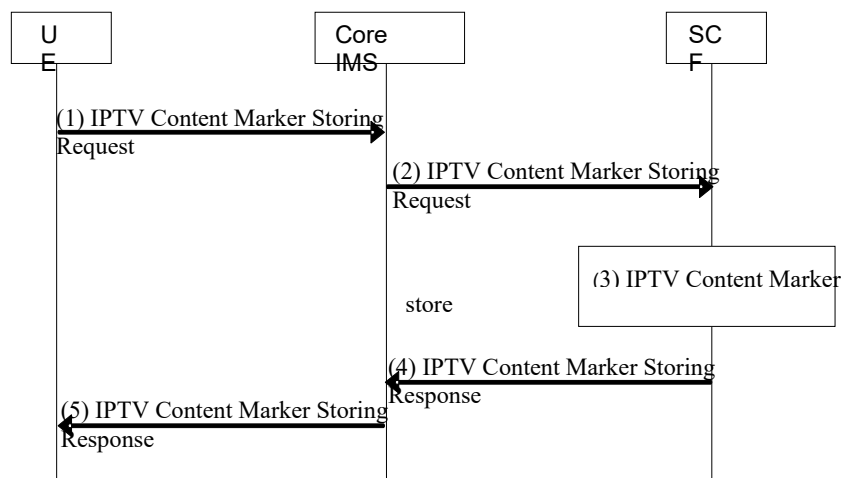 U
E
Core
IMS
SC
F
(1) IPTV Content Marker Storing
Request
(2) IPTV Content Marker Storing
Request
(3) IPTV Content Marker
store
(4) IPTV Content Marker Storing
Response
(5) IPTV Content Marker Storing
Response